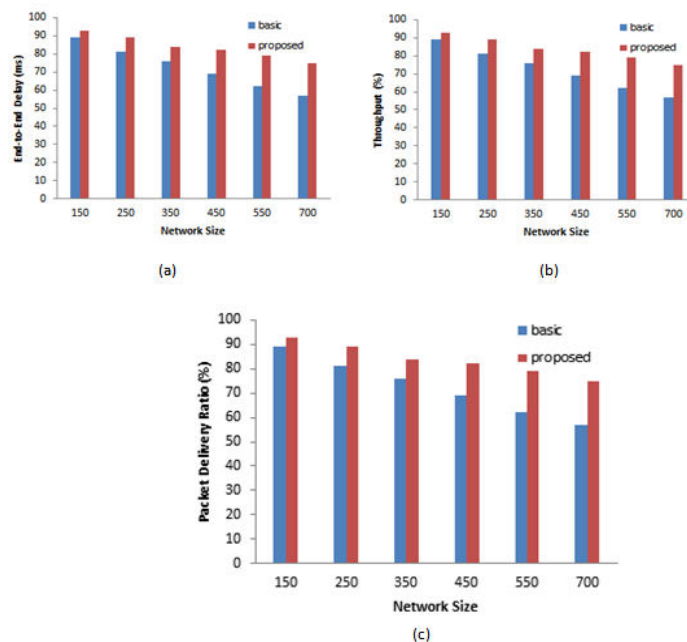 100
90
80
70
60
50
40
30
20
10
0
End-to-End Delay (ms)
basic
proposed
150 250 350 450 550 700
Network Size
(a)
100
90
80
70
60
50
40
30
20
10
0
Throughput (%)
basic
proposed
150 250 350 450 550 700
Network Size
(b)
100
90
80
70
60
50
40
30
20
10
0
Packet Delivery Ratio (%)
basic
proposed
150 250 350 450 550 700
Network Size
(c)